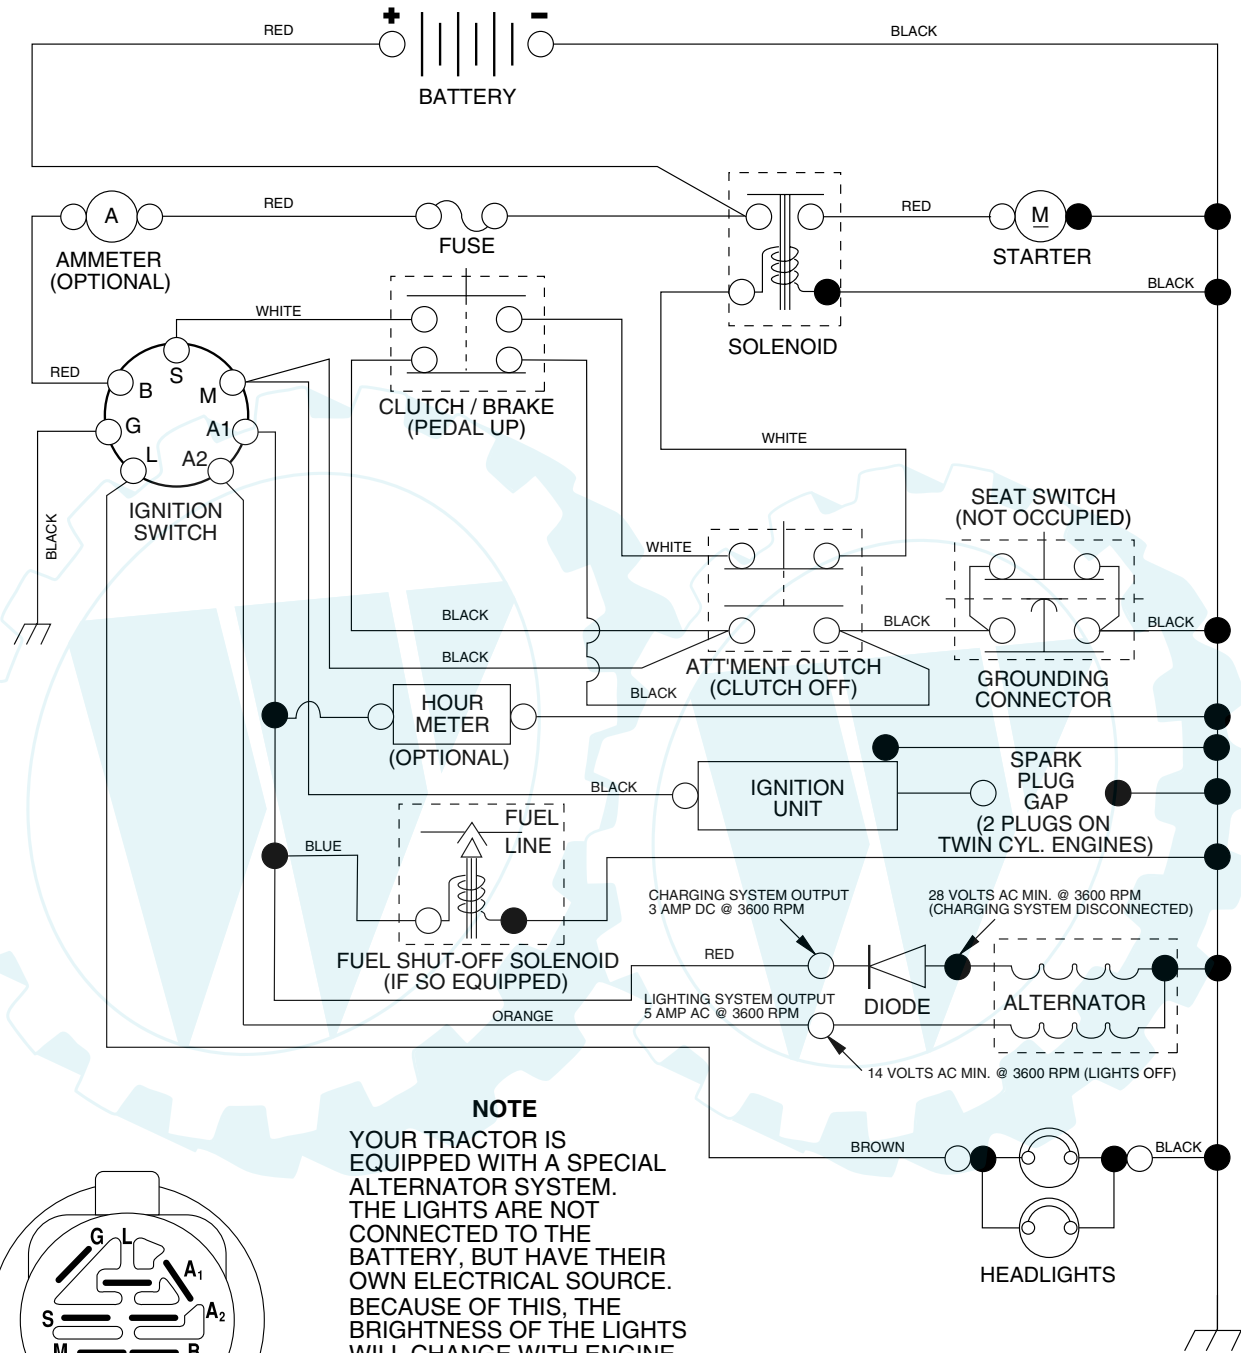 + −
RED
BLACK
BATTERY
A
RED
RED
M
AMMETER
(OPTIONAL)
FUSE
STARTER
BLACK
WHITE
SOLENOID
RED
B
S
M
G
A1
L
A2
CLUTCH / BRAKE
(PEDAL UP)
WHITE
IGNITION
SWITCH
BLACK
SEAT SWITCH
(NOT OCCUPIED)
WHITE
BLACK
BLACK
BLACK
BLACK
ATT'MENT CLUTCH
(CLUTCH OFF)
BLACK
GROUNDING
CONNECTOR
HOUR
METER
(OPTIONAL)
BLACK
IGNITION
UNIT
SPARK
PLUG
GAP
(2 PLUGS ON
TWIN CYL. ENGINES)
FUEL
LINE
BLUE
CHARGING SYSTEM OUTPUT
3 AMP DC @ 3600 RPM
28 VOLTS AC MIN. @ 3600 RPM
(CHARGING SYSTEM DISCONNECTED)
FUEL SHUT-OFF SOLENOID
(IF SO EQUIPPED)
RED
DIODE
ALTERNATOR
LIGHTING SYSTEM OUTPUT
5 AMP AC @ 3600 RPM
ORANGE
14 VOLTS AC MIN. @ 3600 RPM (LIGHTS OFF)
NOTE
YOUR TRACTOR IS
EQUIPPED WITH A SPECIAL
ALTERNATOR SYSTEM.
THE LIGHTS ARE NOT
CONNECTED TO THE
BATTERY, BUT HAVE THEIR
OWN ELECTRICAL SOURCE.
BECAUSE OF THIS, THE
BRIGHTNESS OF THE LIGHTS
WILL CHANGE WITH ENGINE
BROWN
BLACK
HEADLIGHTS
G L
A1
S
A2
M
B